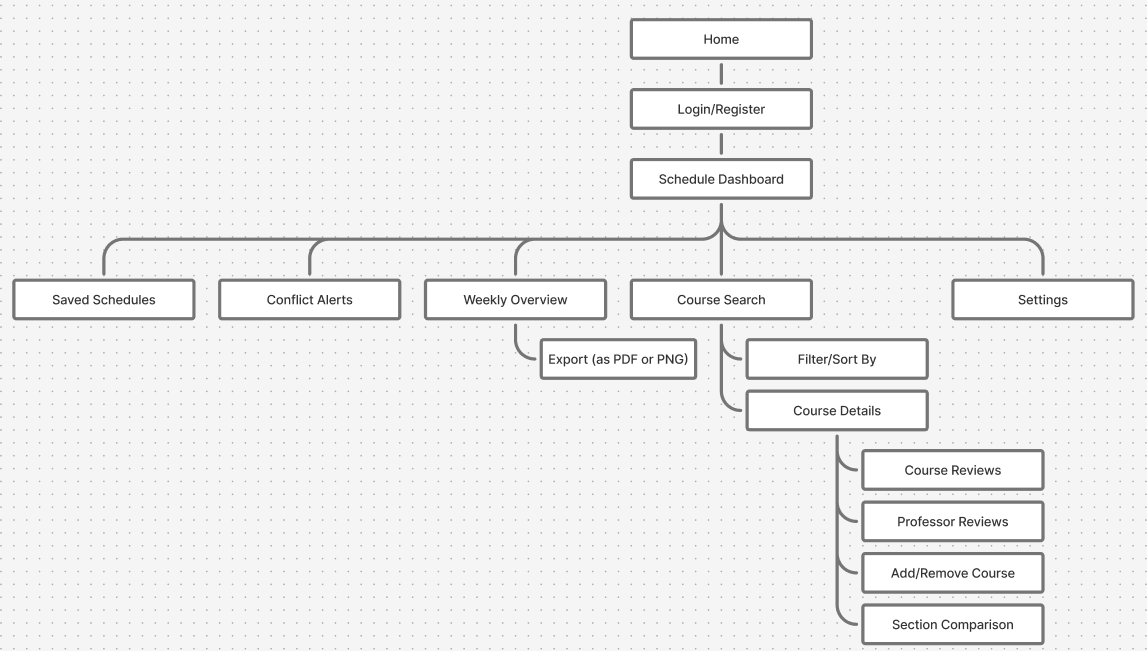 Home
Login/Register
Schedule Dashboard
Saved Schedules
Conflict Alerts
Weekly Overview
Course Search
Settings
Export (as PDF or PNG)
Filter/Sort By
Course Details
Course Reviews
Professor Reviews
Add/Remove Course
Section Comparison